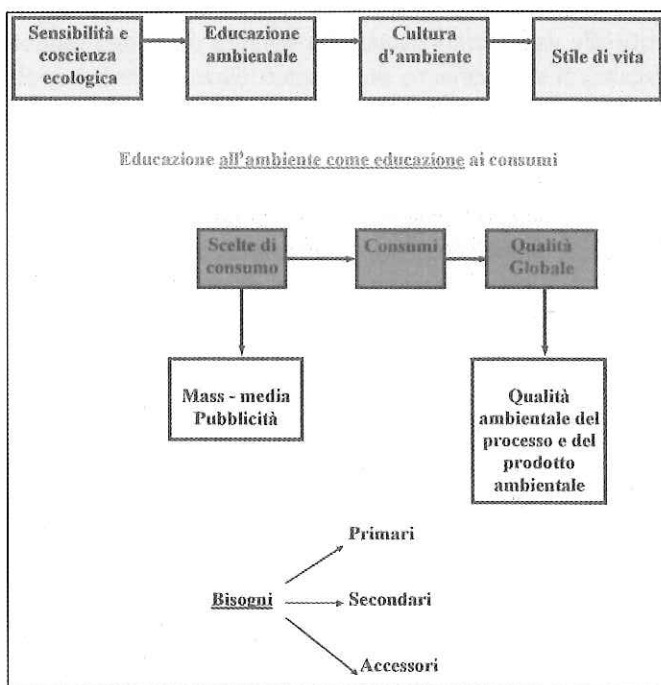 Sensibilità e
coscienza
ecologica
Educazione
ambientale
Cultura
d'ambiente
Stile di vita
Educazione all'ambiente come educazione ai consumi
Scelte di
consumo
Consumi
Qualità
Globale
Mass - media
Pubblicità
Qualità
ambientale del
processo e del
prodotto
ambientale
Primari
Bisogni
Secondari
Accessori